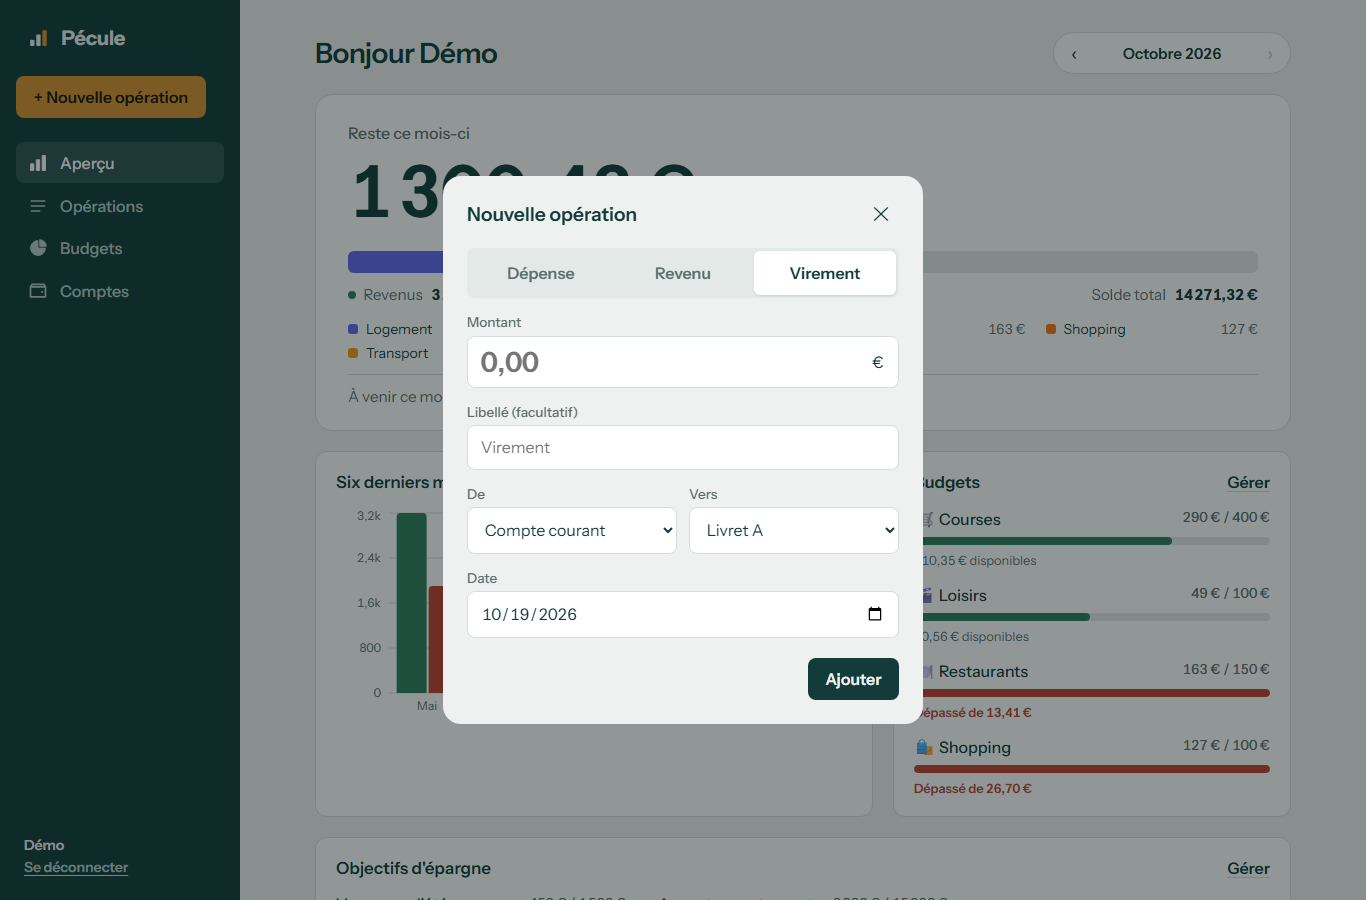 Pécule
+ Nouvelle opération
Aperçu
Opérations
Budgets
Comptes
Démo
Se déconnecter
Bonjour Démo
‹ Octobre 2026 ›
Reste ce mois-ci
Revenus
Solde total 14 271,32 €
Logement
163 €
Shopping 127 €
Transport
À venir ce mo
Six derniers m
3,2k
2,4k
1,6k
800
0
Mai
Nouvelle opération
Dépense Revenu Virement
Montant
0,00 €
Libellé (facultatif)
Virement
De Vers
Compte courant Livret A
Date
10/19/2026
Ajouter
Gérer
Courses 290 € / 400 €
10,35 € disponibles
Loisirs 49 € / 100 €
0,56 € disponibles
Restaurants 163 € / 150 €
Dépassé de 13,41 €
Shopping 127 € / 100 €
Dépassé de 26,70 €
Objectifs d'épargne Gérer